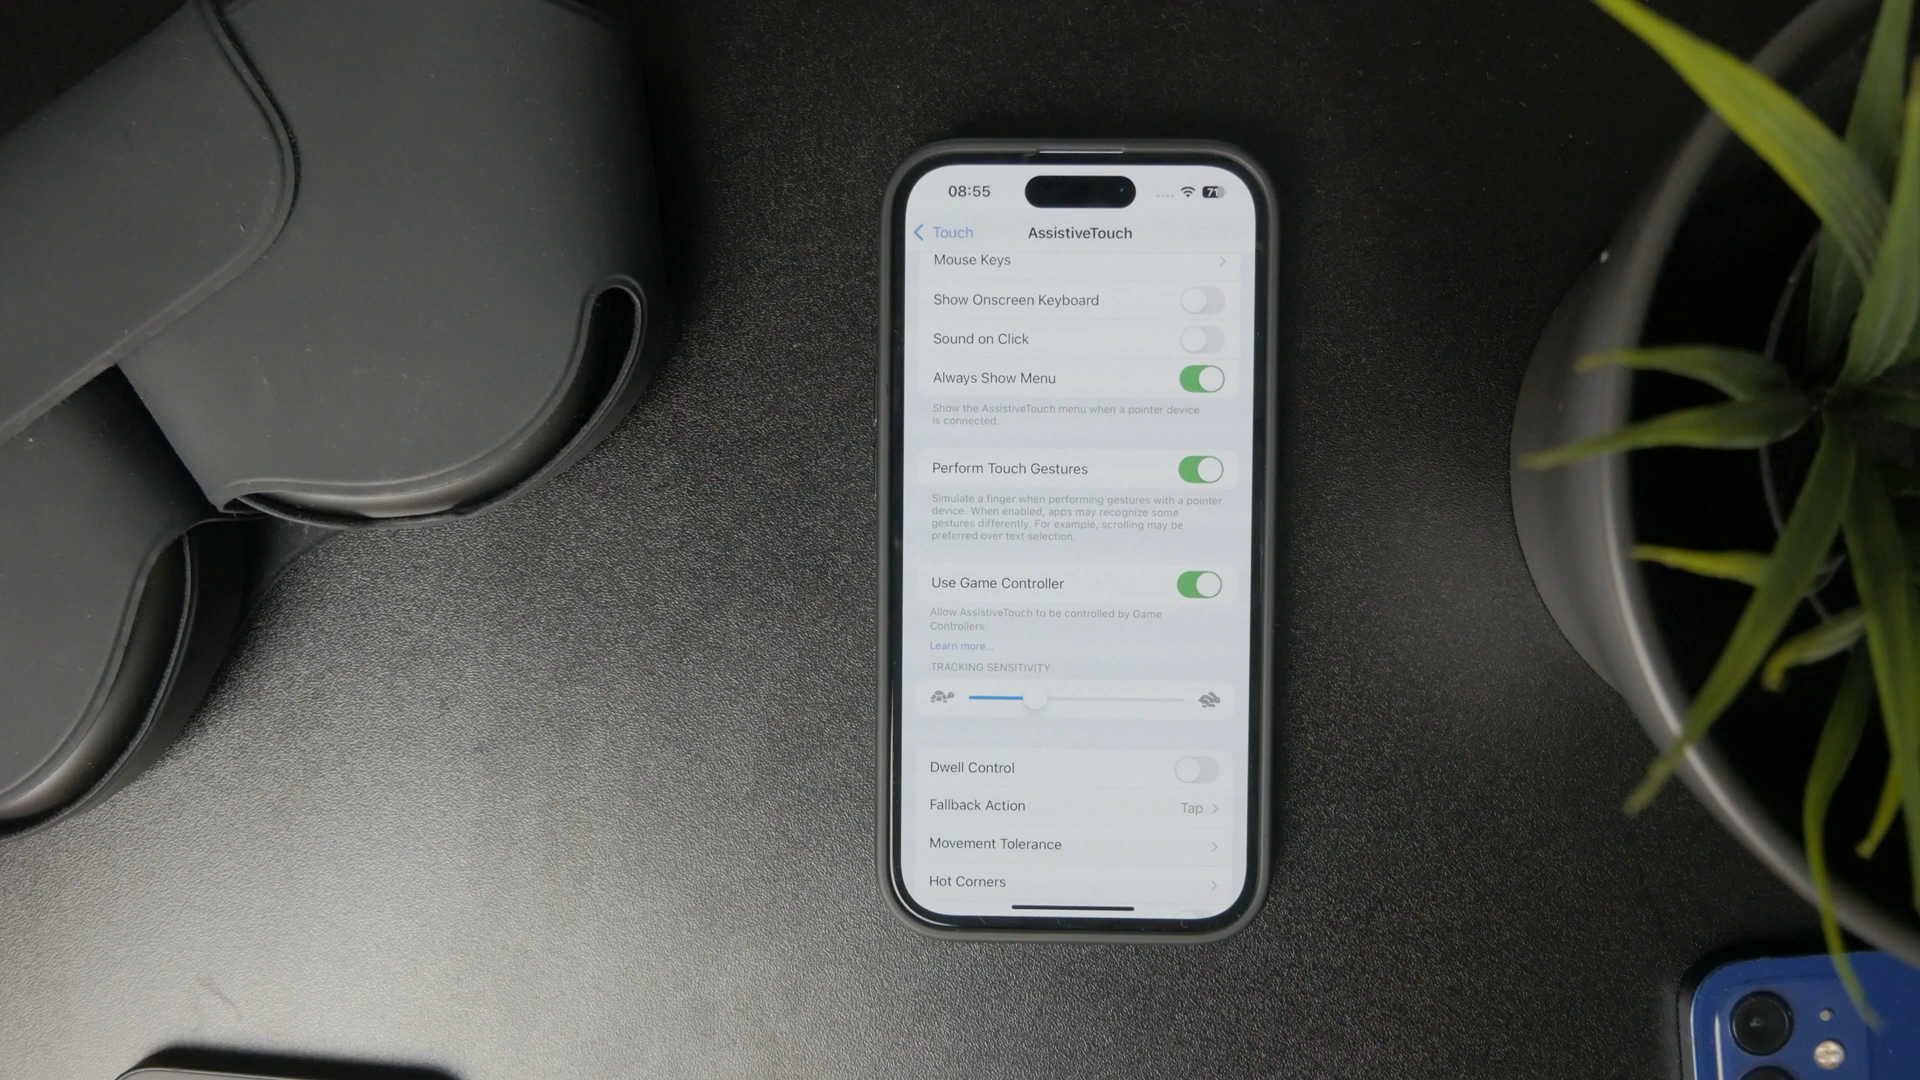 08:55
71
Touch
AssistiveTouch
Mouse Keys
Show Onscreen Keyboard
Sound on Click
Always Show Menu
Show the AssistiveTouch menu when a pointer device
is connected.
Perform Touch Gestures
Simulate a finger when performing gestures with a pointer
device. When enabled, apps may recognize some
gestures differently. For example, scrolling may be
preferred over text selection.
Use Game Controller
Allow AssistiveTouch to be controlled by Game
Controllers.
Learn more...
TRACKING SENSITIVITY
Dwell Control
Fallback Action Tap
Movement Tolerance
Hot Corners